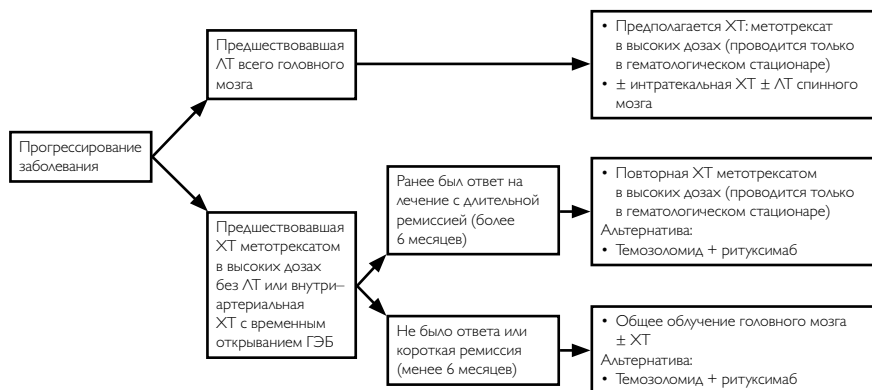 Прогрессирование
заболевания
Предшествовавшая
ЛТ всего головного
мозга
• Предполагается ХТ: метотрексат
в высоких дозах (проводится только
в гематологическом стационаре)
• ± интратекальная ХТ ± ЛТ спинного
мозга
Предшествовавшая
ХТ метотрексатом
в высоких дозах
без ЛТ или внутри–
артериальная
ХТ с временным
открыванием ГЭБ
Ранее был ответ на
лечение с длительной
ремиссией (более
6 месяцев)
• Повторная ХТ метотрексатом
в высоких дозах (проводится только
в гематологическом стационаре)
Альтернатива:
• Темозоломид + ритуксимаб
Не было ответа или
короткая ремиссия
(менее 6 месяцев)
• Общее облучение головного мозга
± ХТ
Альтернатива:
• Темозоломид + ритуксимаб